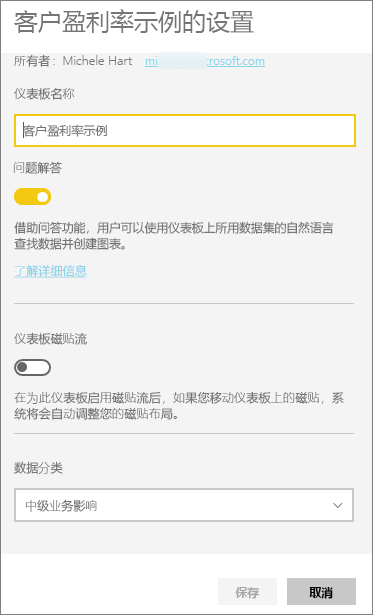 客户盈利率示例的设置
所有者：Michele Hart mi crosoft.com
仪表板名称
客户盈利率示例
问题解答
借助问答功能，用户可以使用仪表板上所用数据集的自然语言
查找数据并创建图表。
了解详细信息
仪表板磁贴流
在为此仪表板启用磁贴流后，如果您移动仪表板上的磁贴，系
统将会自动调整您的磁贴布局。
数据分类
中级业务影响
保存 取消